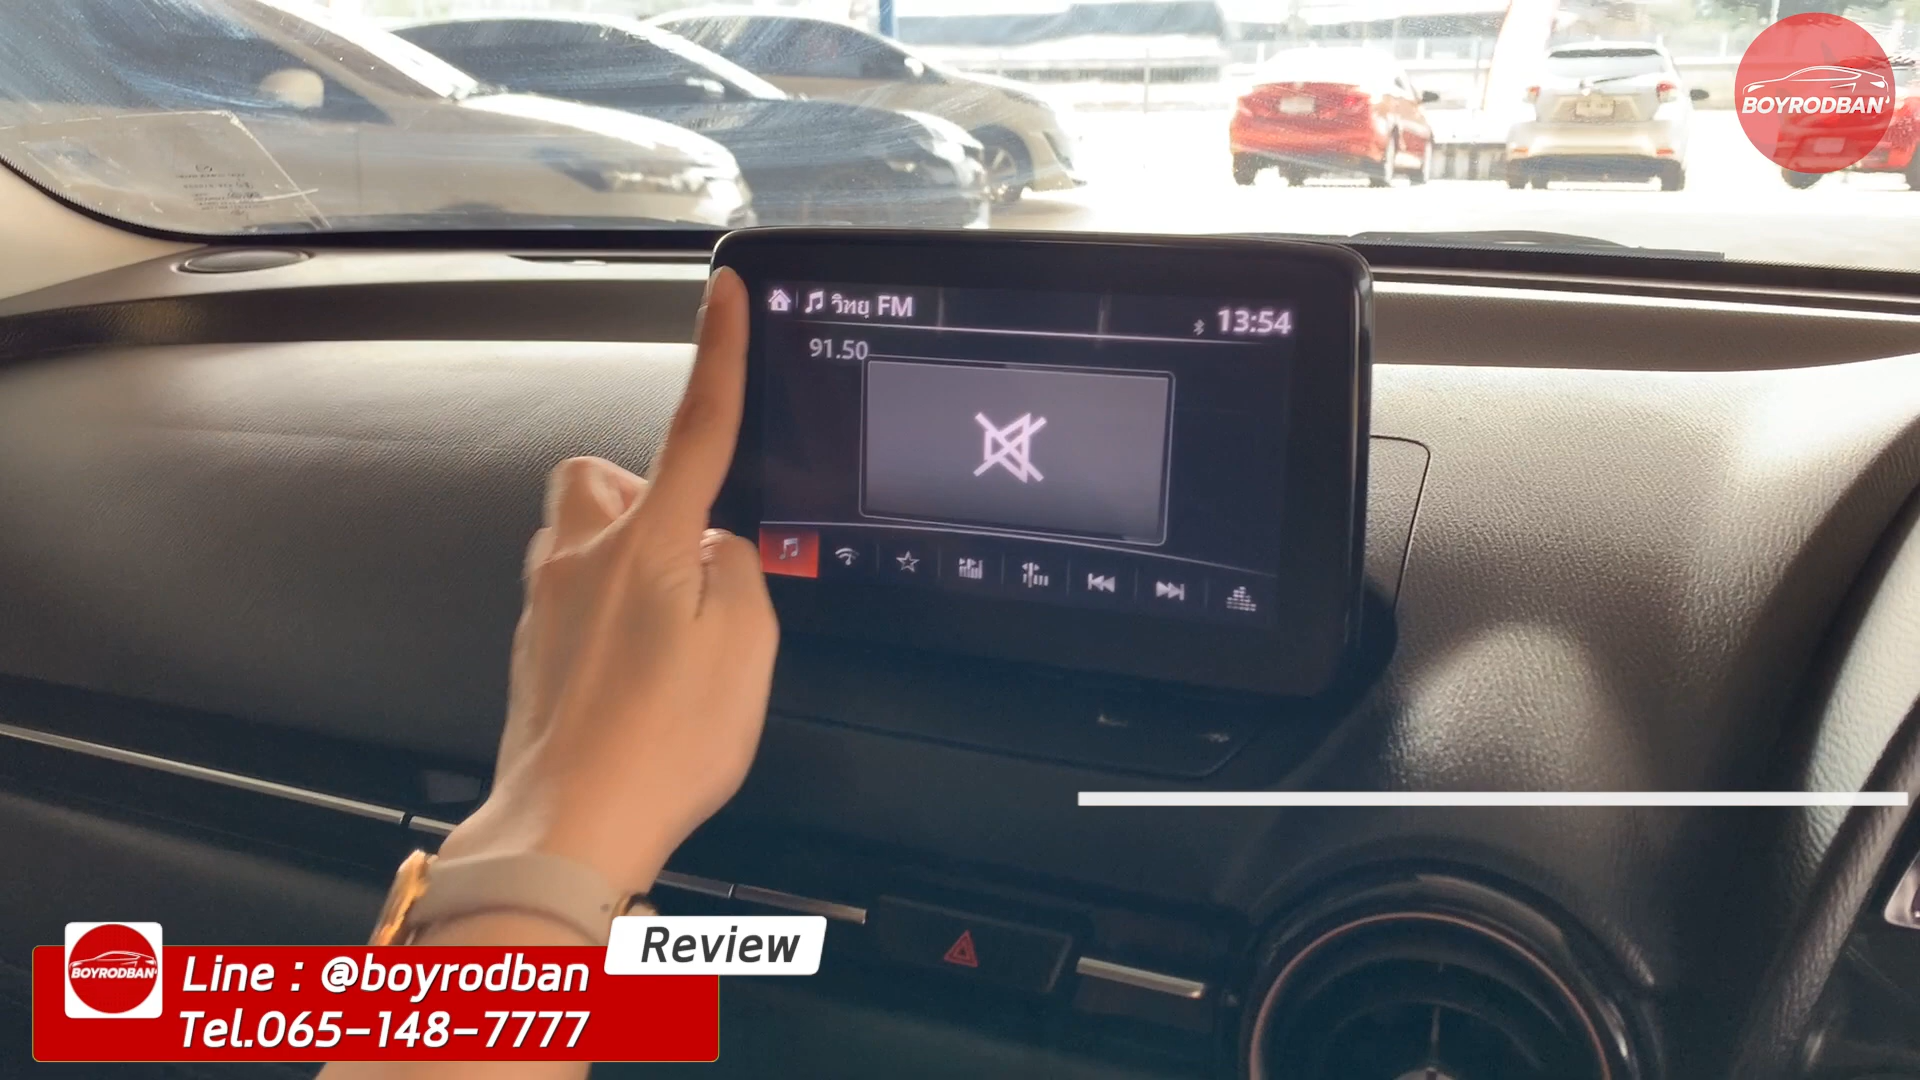 BOYRODBAN
วิทยุ FM
13:54
91.50
Review
BOYRODBAN
Line : @boyrodban
Tel.065-148-7777